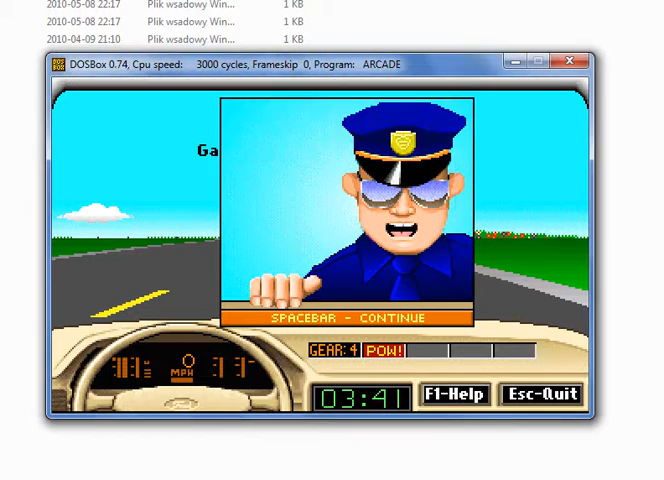 2010-05-08 22:17 Plik wsadowy Win... 1 KB
2010-05-08 22:17 Plik wsadowy Win... 1 KB
2010-04-09 21:10 Plik wsadowy Win... 1 KB
DOSBox 0.74, Cpu speed: 3000 cycles, Frameskip 0, Program: ARCADE
Ga
SPACEBAR - CONTINUE
GEAR:4 POW!
0
MPH
03:41
F1-Help
Esc-Quit